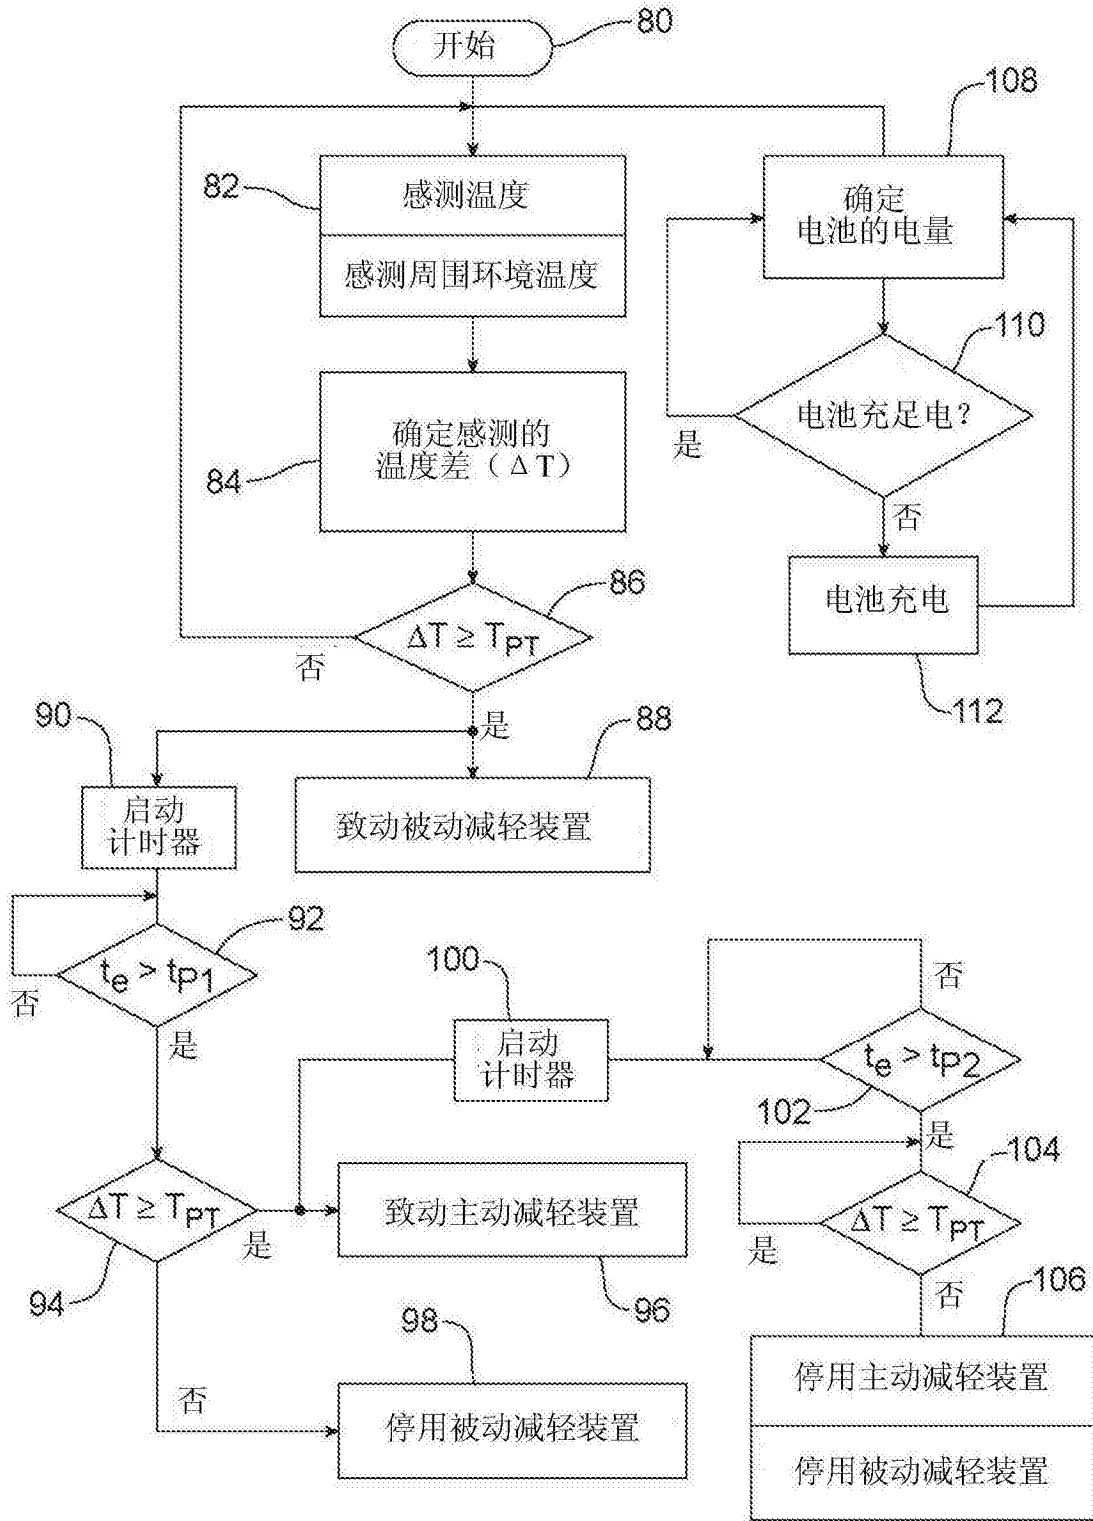 开始
80
108
82
感测温度
感测周围环境温度
确定
电池的电量
110
84
确定感测的
温度差(ΔT)
电池充足电?
是
否
86
ΔT ≥ TPT
否
电池充电
112
是
90
88
启动
计时器
致动被动减轻装置
92
te > tP1
否
是
100
启动
计时器
否
te > tP2
102
是
104
ΔT ≥ TPT
是
94
致动主动减轻装置
96
ΔT ≥ TPT
是
否
106
98
否
停用被动减轻装置
停用主动减轻装置
停用被动减轻装置